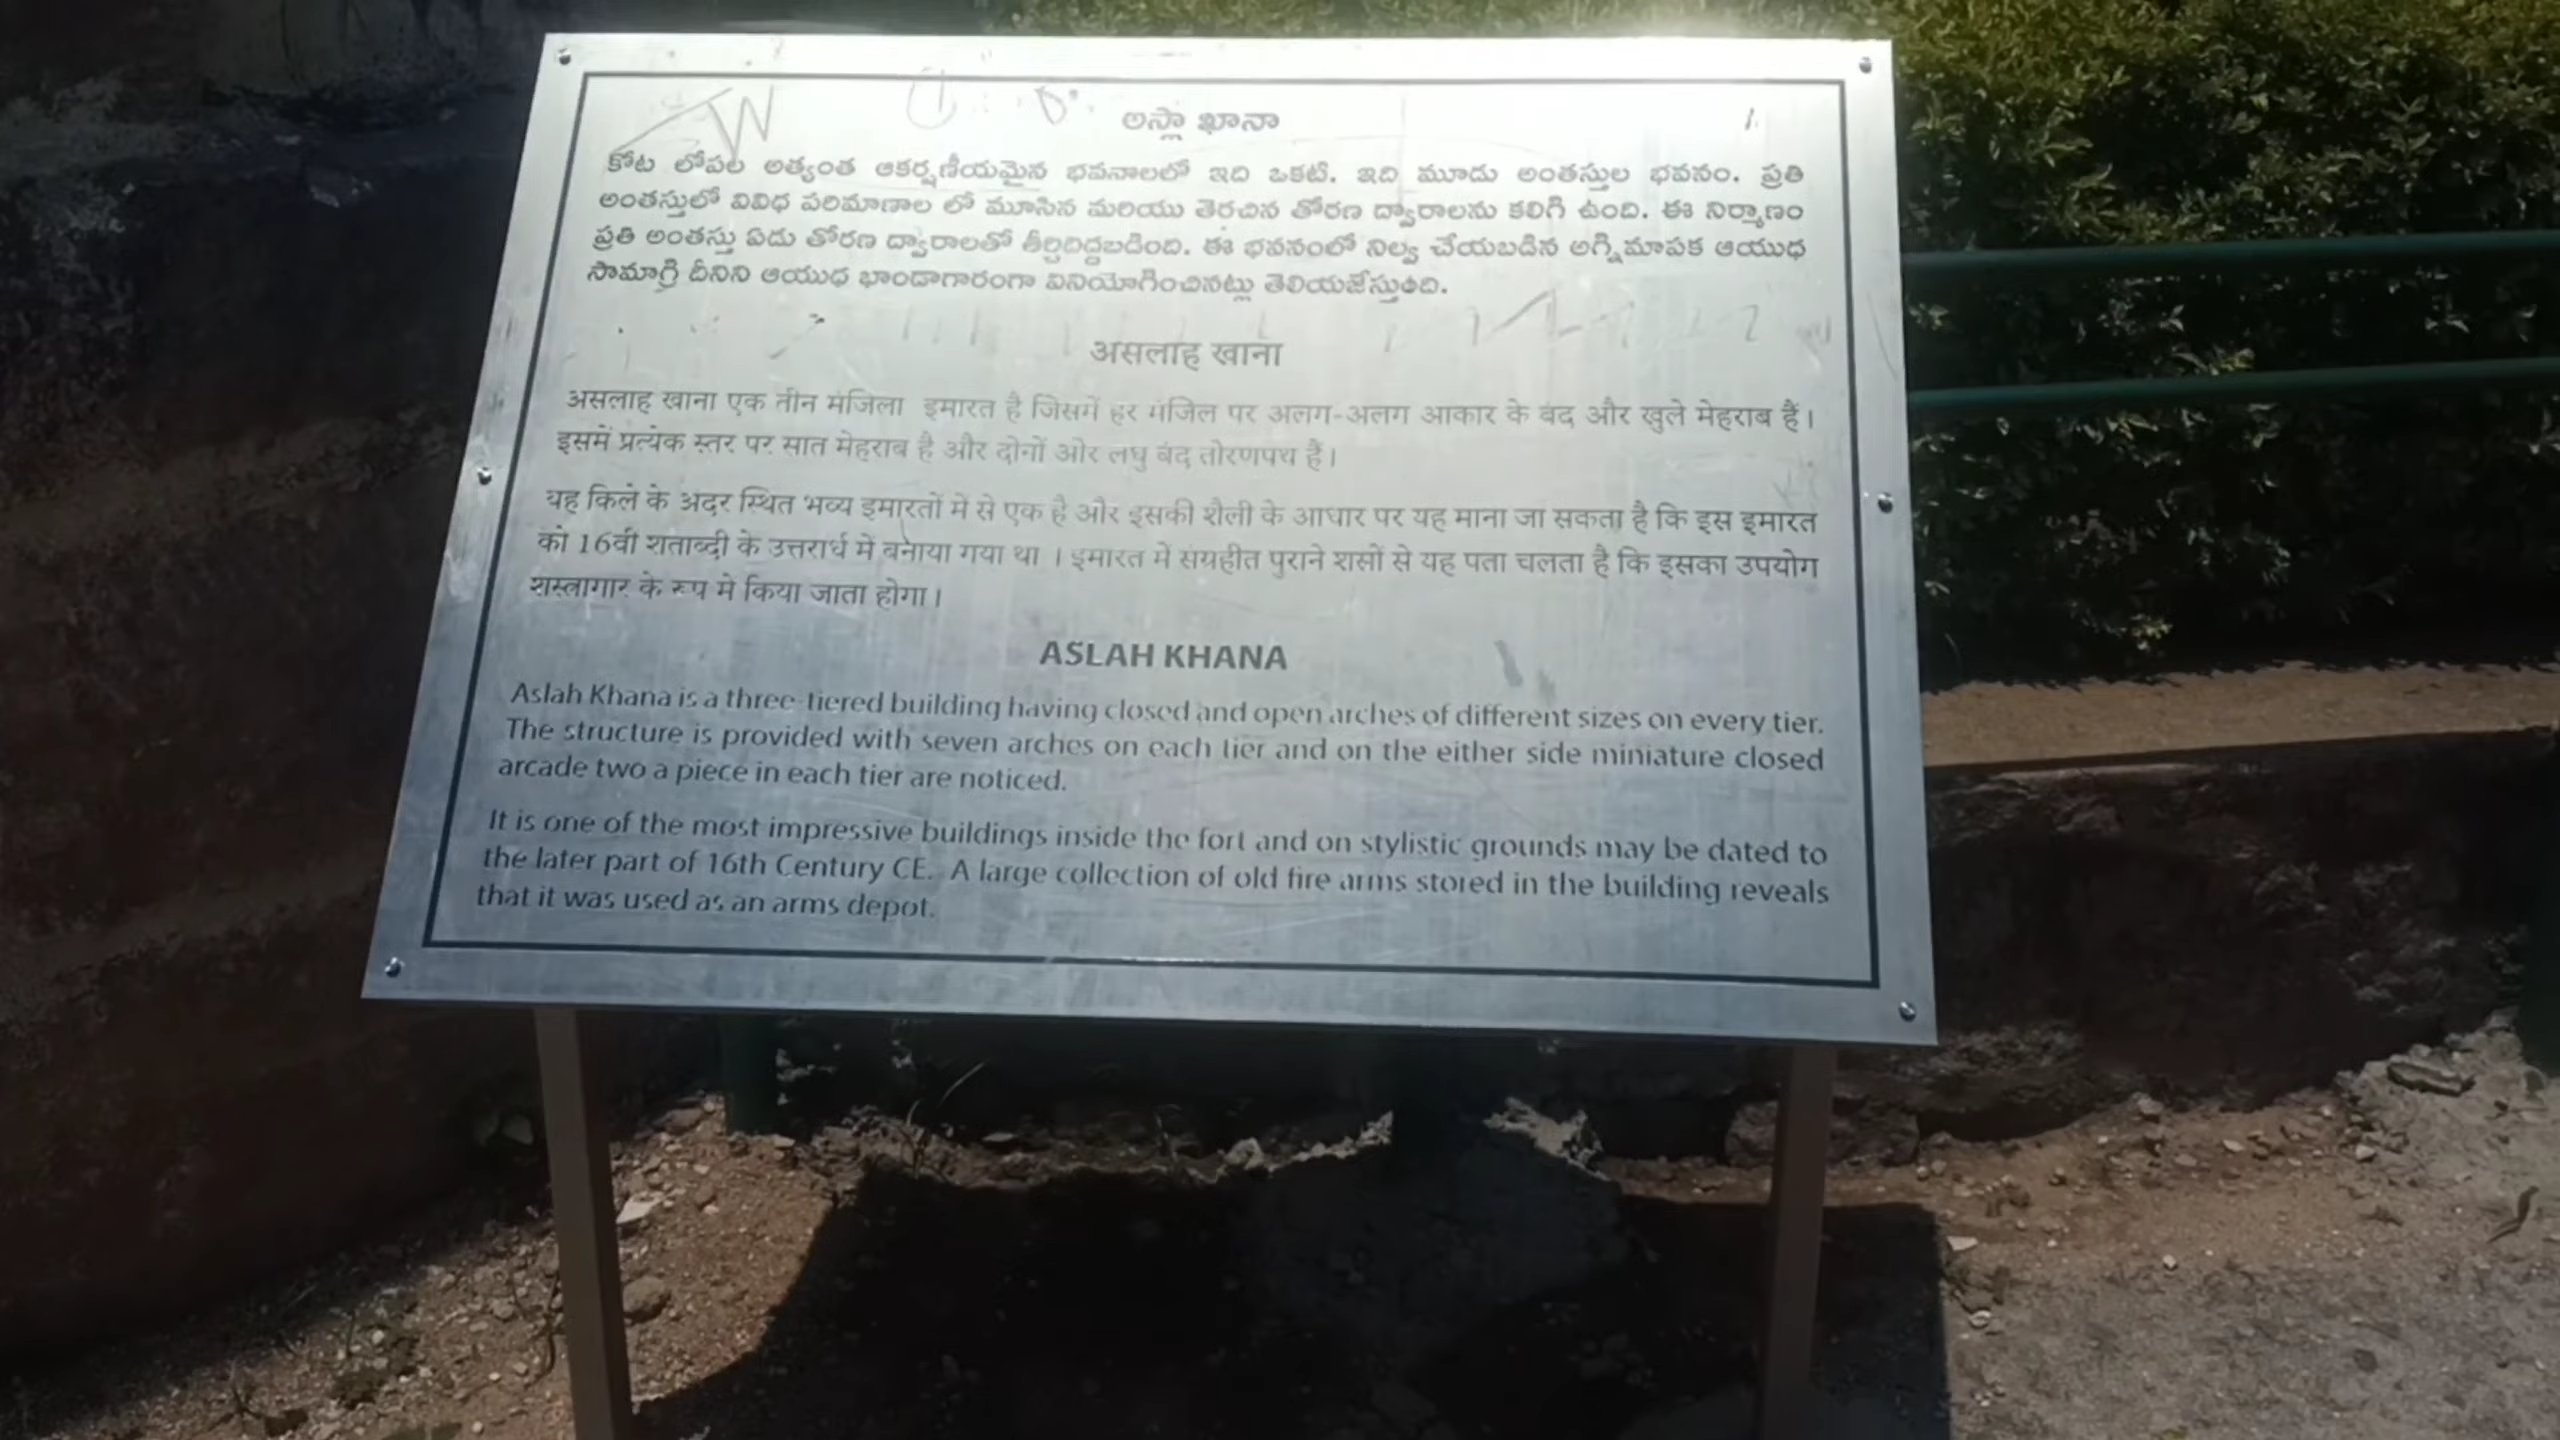 అస్లా ఖానా
కోట లోపల అత్యంత ఆకర్షణీయమైన భవనాలలో ఇది ఒకటి. ఇది మూడు అంతస్తుల భవనం. ప్రతి
అంతస్తులో వివిధ పరిమాణాల లో మూసిన మరియు తెరచిన తోరణ ద్వారాలను కలిగి ఉంది. ఈ నిర్మాణం
ప్రతి అంతస్తు ఏడు తోరణ ద్వారాలతో తీర్చిదిద్దబడింది. ఈ భవనంలో నిల్వ చేయబడిన అగ్నిమాపక ఆయుధ
సామాగ్రి దీనిని ఆయుధ భాండాగారంగా వినియోగించినట్లు తెలియజేస్తుంది.
असलाह खाना
असलाह खाना एक तीन मंजिला इमारत है जिसमें हर मंजिल पर अलग-अलग आकार के बंद और खुले मेहराब हैं।
इसमें प्रत्येक स्तर पर सात मेहराब है और दोनों ओर लघु बंद तोरणपथ हैं।
यह किले के अंदर स्थित भव्य इमारतों में से एक है और इसकी शैली के आधार पर यह माना जा सकता है कि इस इमारत
को 16वीं शताब्दी के उत्तरार्ध में बनाया गया था । इमारत में संग्रहीत पुराने शस्रों से यह पता चलता है कि इसका उपयोग
शस्त्रागार के रूप में किया जाता होगा।
ASLAH KHANA
Aslah Khana is a three-tiered building having closed and open arches of different sizes on every tier.
The structure is provided with seven arches on each tier and on the either side miniature closed
arcade two a piece in each tier are noticed.
It is one of the most impressive buildings inside the fort and on stylistic grounds may be dated to
the later part of 16th Century CE. A large collection of old fire arms stored in the building reveals
that it was used as an arms depot.